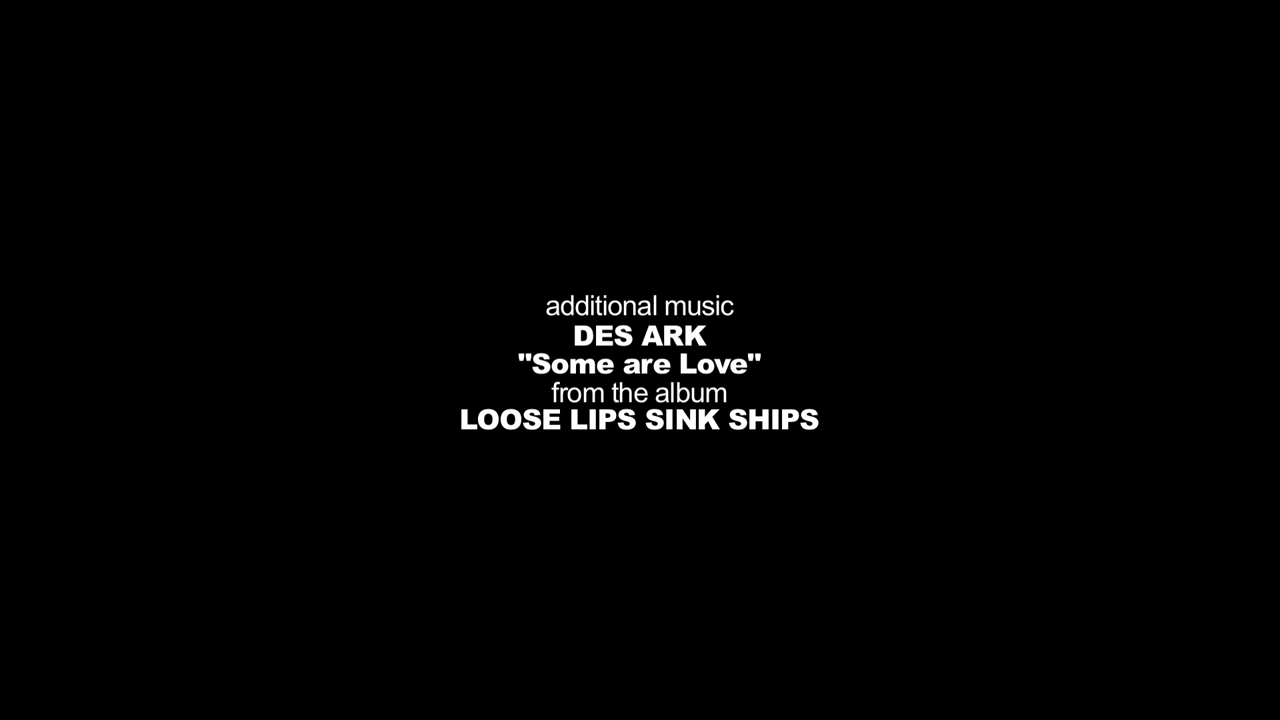 additional music
DES ARK
"Some are Love"
from the album
LOOSE LIPS SINK SHIPS